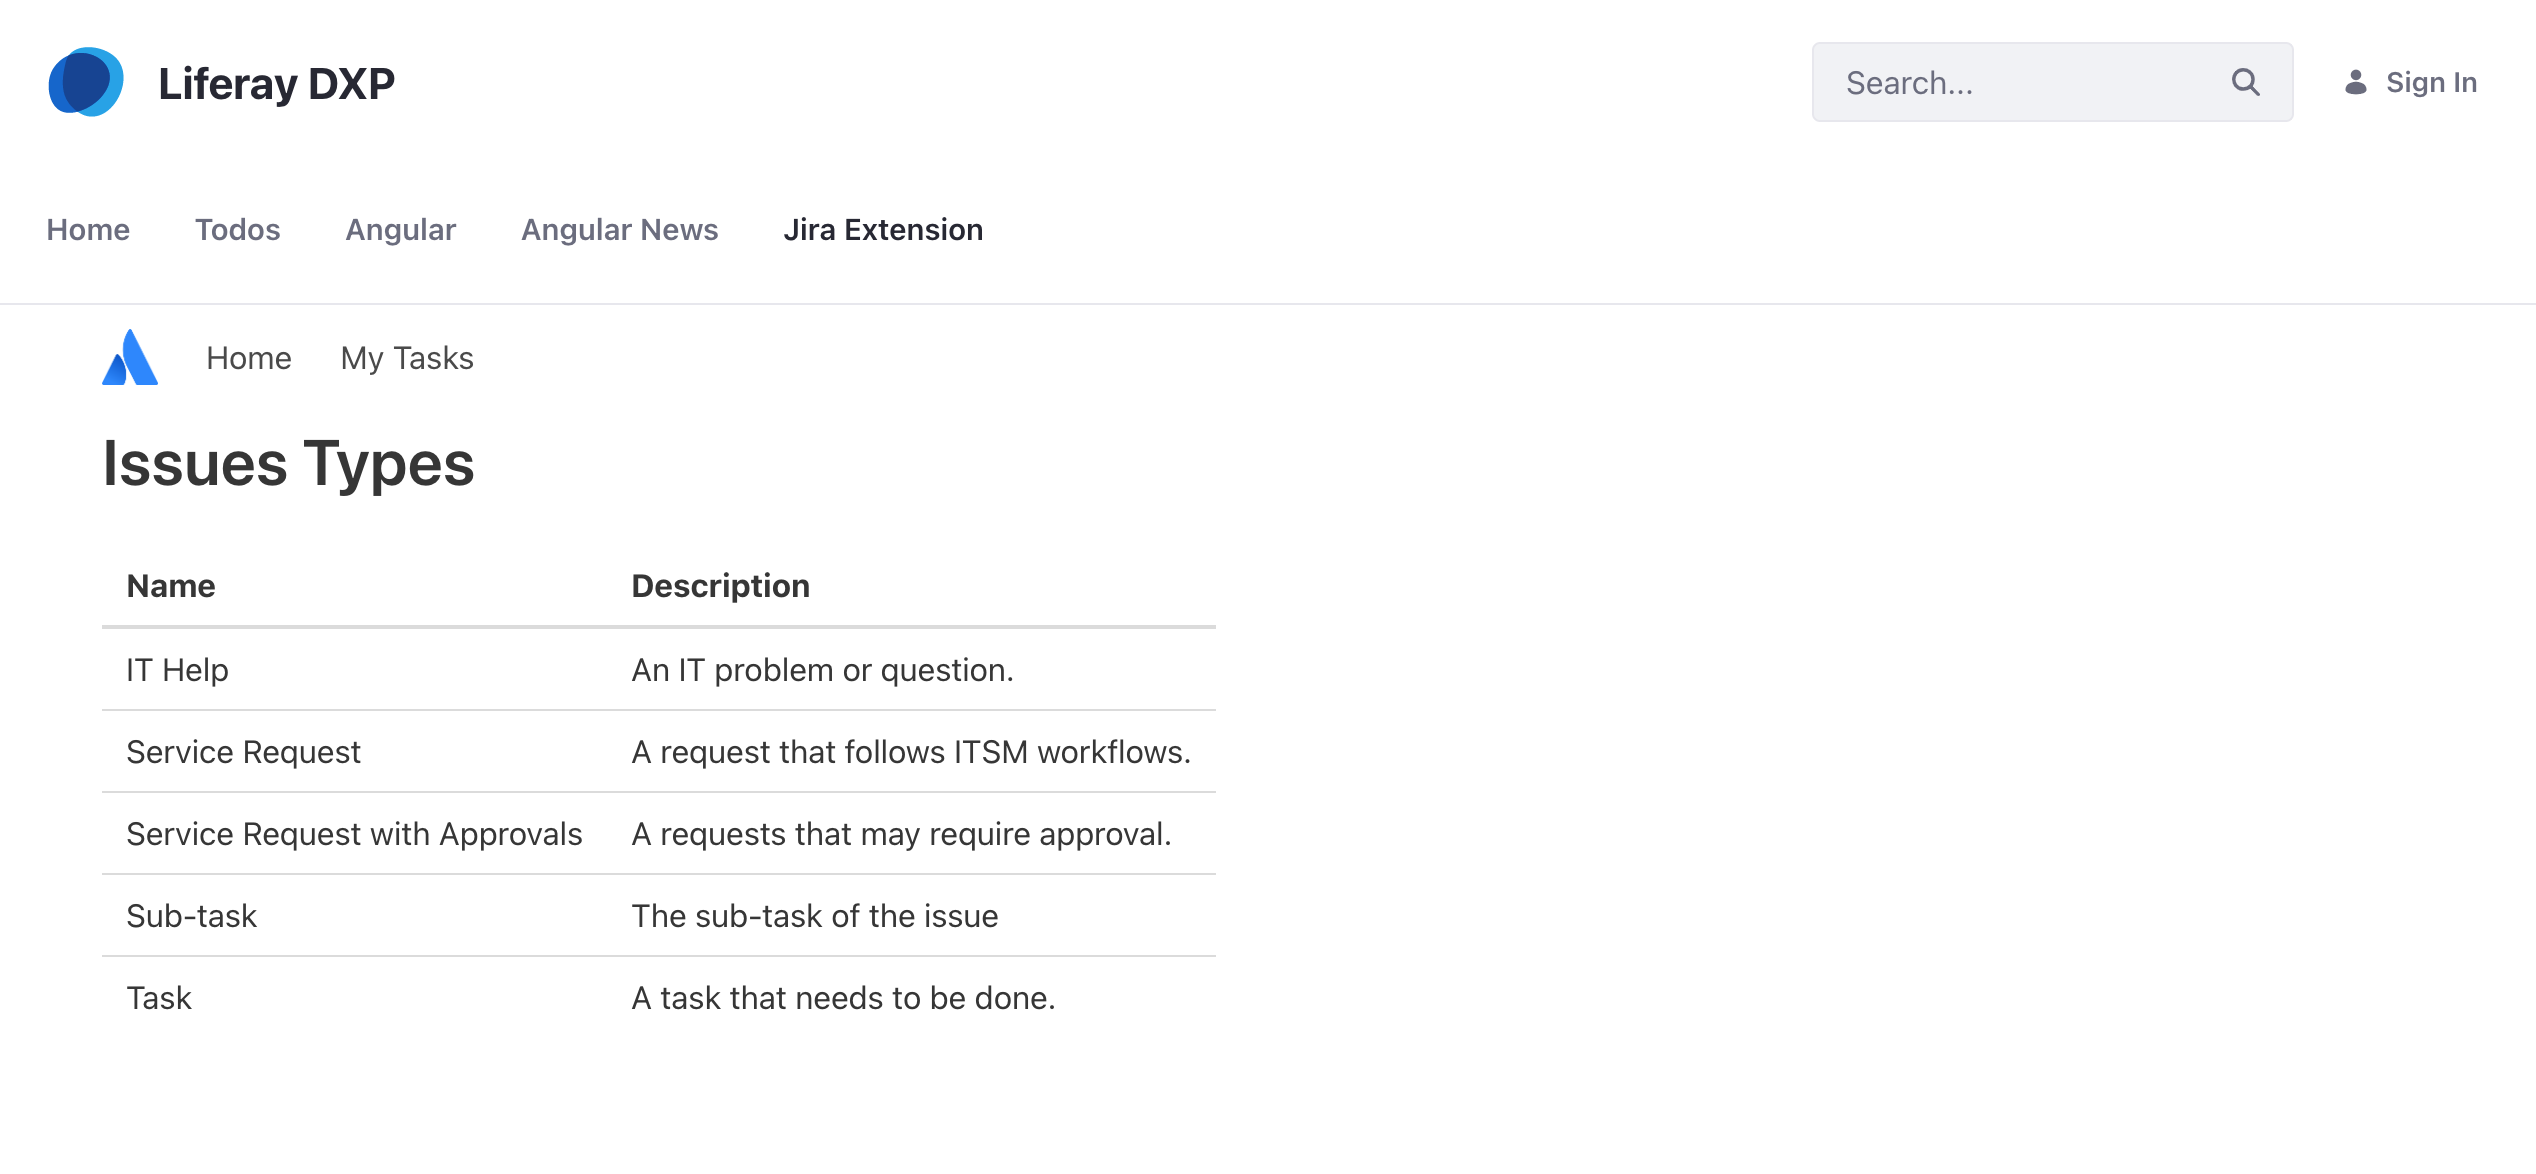 Liferay DXP
Search...
Sign In
Home Todos Angular Angular News Jira Extension
Home My Tasks
Issues Types
Name Description
IT Help An IT problem or question.
Service Request A request that follows ITSM workflows.
Service Request with Approvals A requests that may require approval.
Sub-task The sub-task of the issue
Task A task that needs to be done.